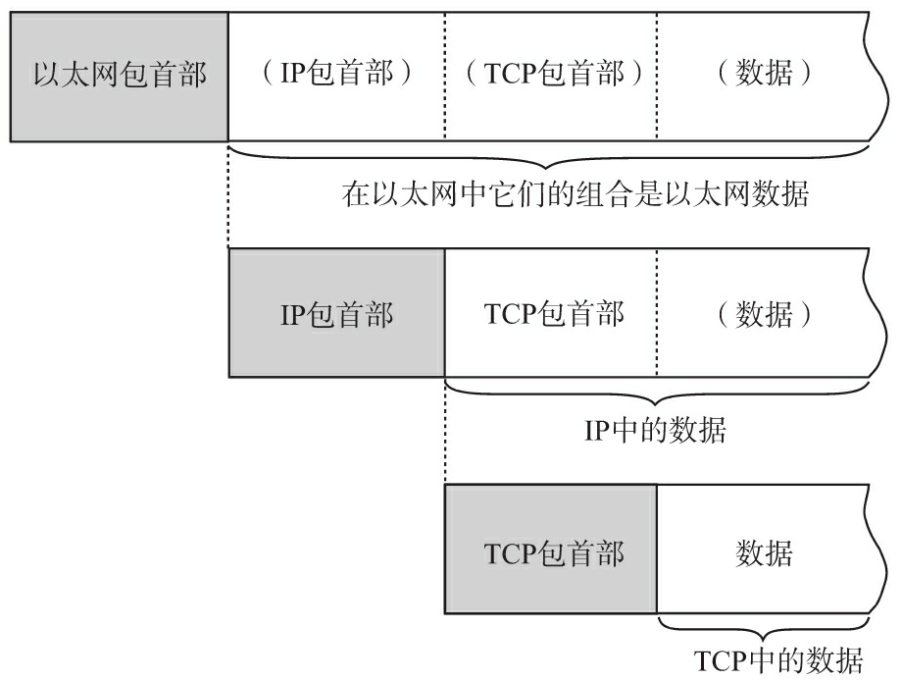 以太网包首部 （IP包首部） （TCP包首部） （数据）
在以太网中它们的组合是以太网数据
IP包首部 TCP包首部 （数据）
IP中的数据
TCP包首部 数据
TCP中的数据